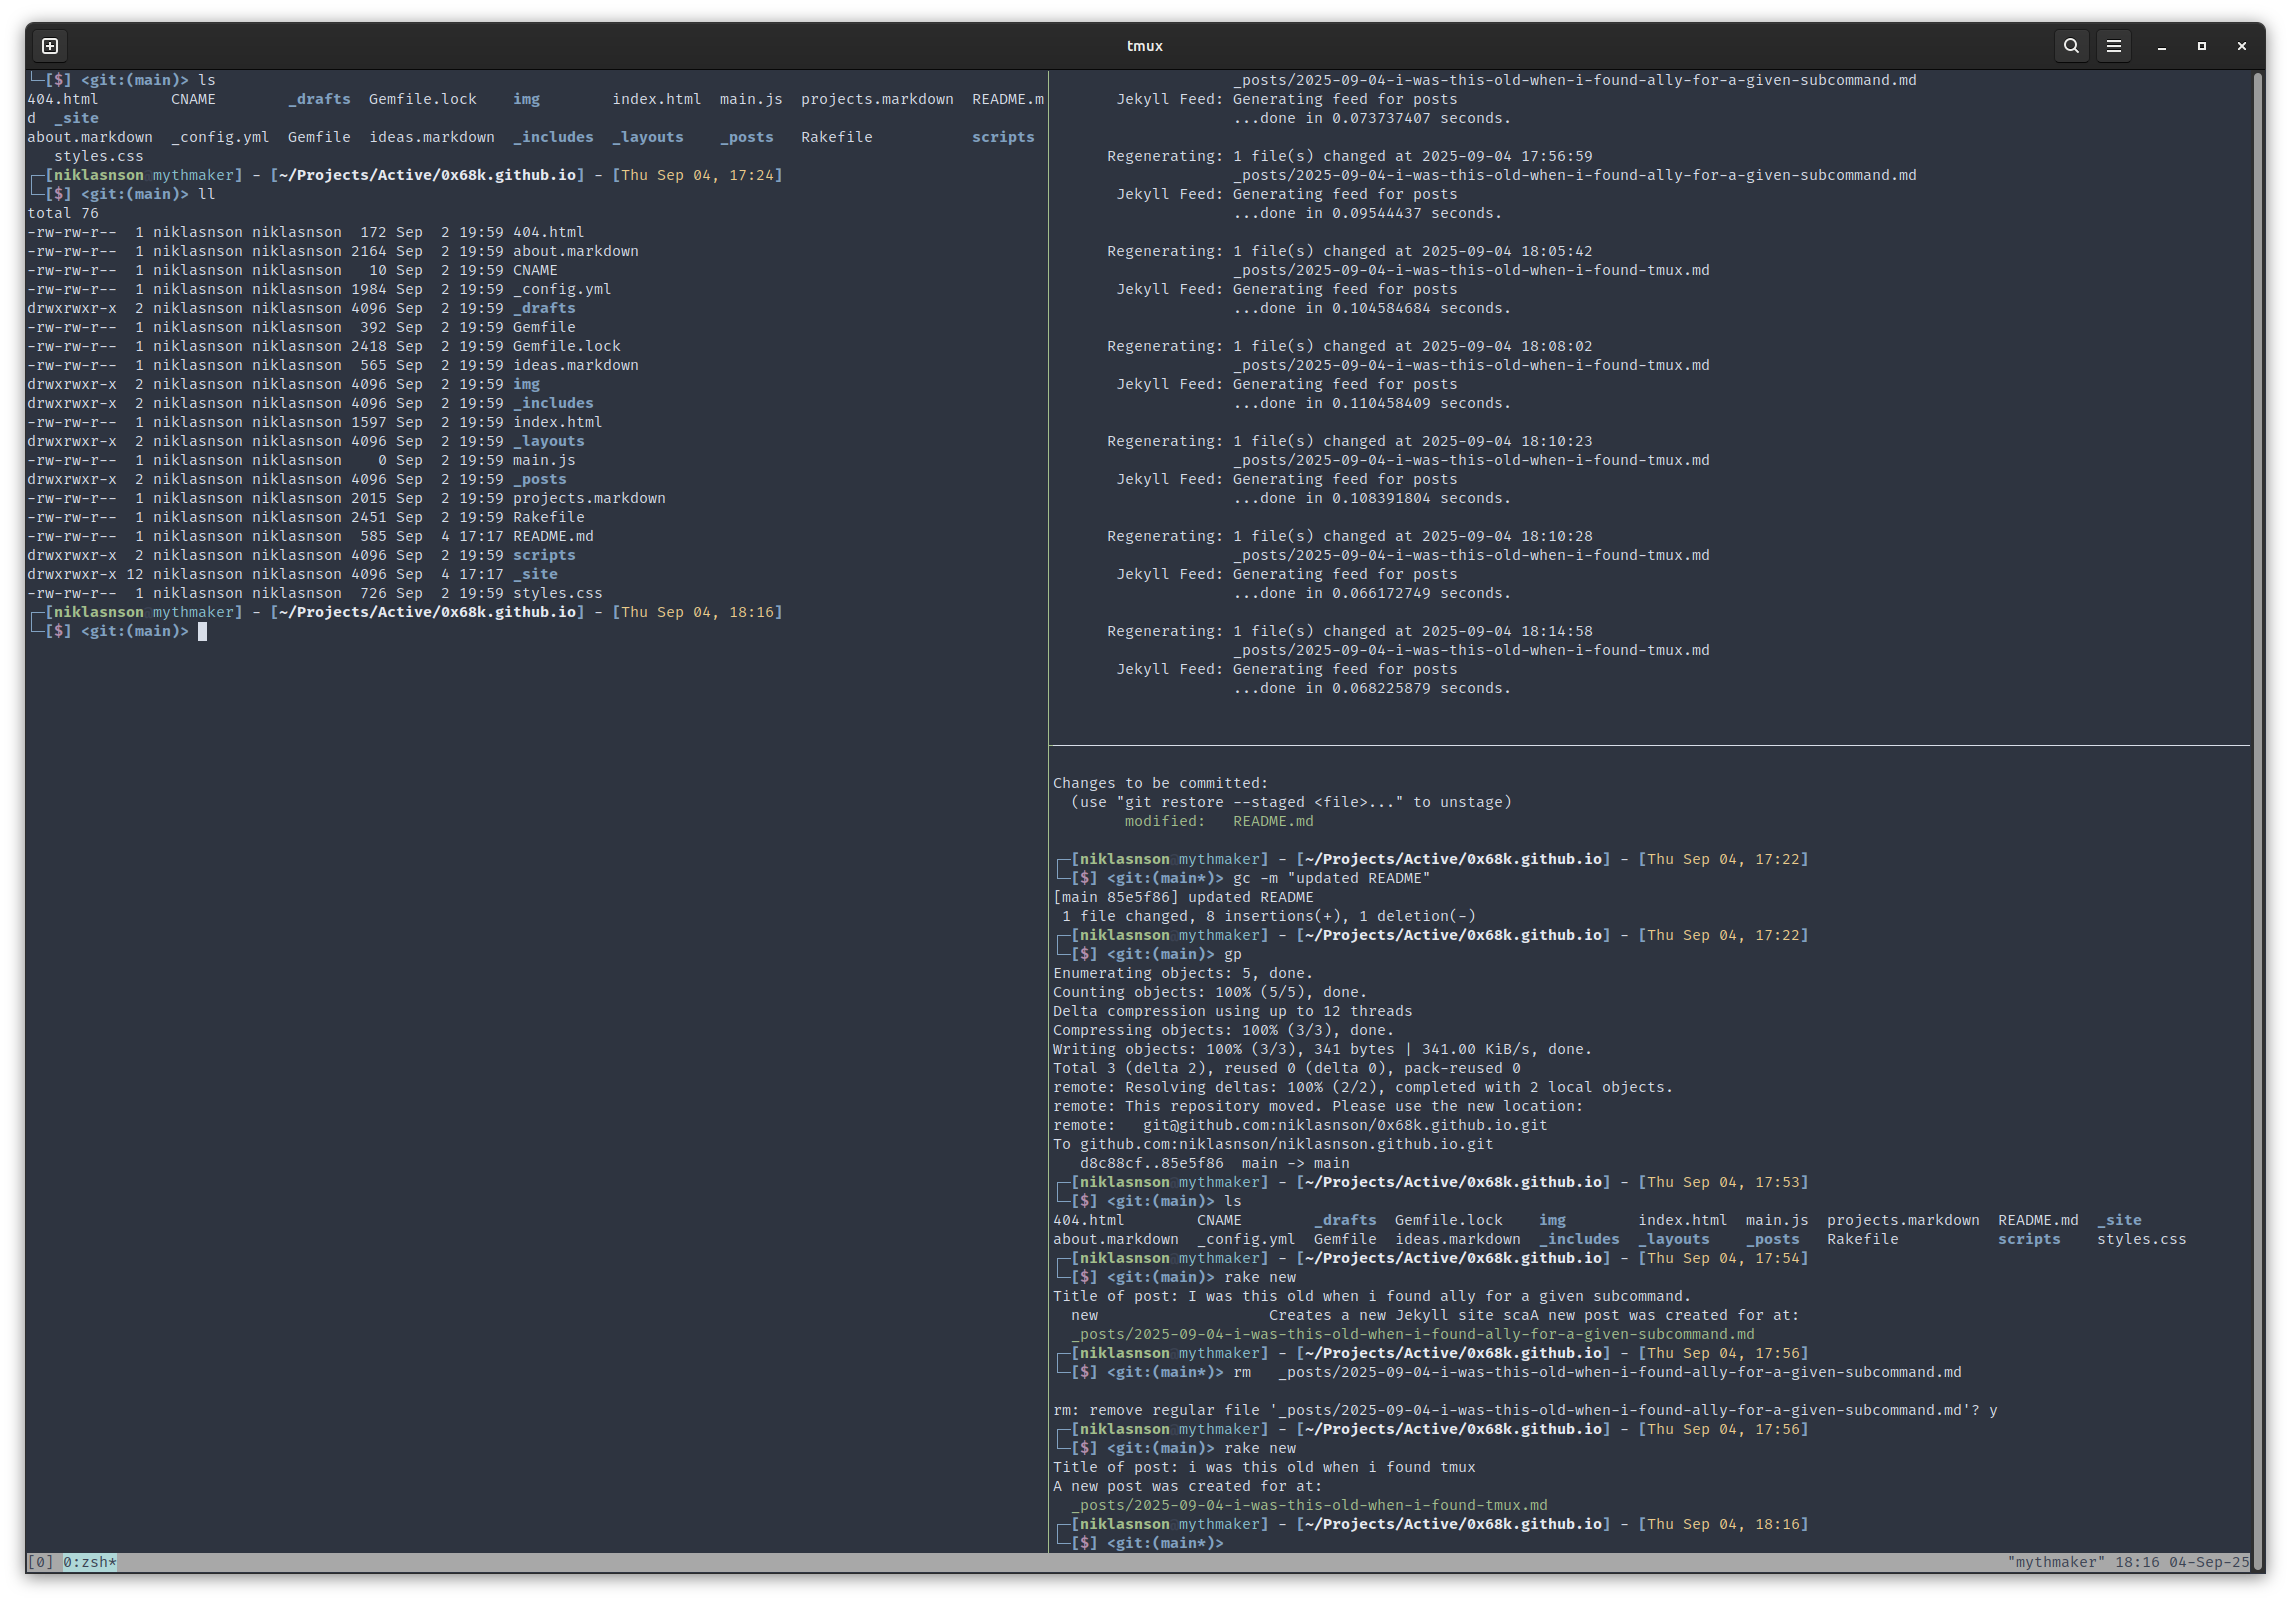 tmux
└─[$] <git:(main)> ls
404.html        CNAME        _drafts  Gemfile.lock    img        index.html  main.js  projects.markdown  README.m
d  _site
about.markdown  _config.yml  Gemfile  ideas.markdown  _includes  _layouts    _posts   Rakefile           scripts
   styles.css
┌─[niklasnson@mythmaker] - [~/Projects/Active/0x68k.github.io] - [Thu Sep 04, 17:24]
└─[$] <git:(main)> ll
total 76
-rw-rw-r--  1 niklasnson niklasnson  172 Sep  2 19:59 404.html
-rw-rw-r--  1 niklasnson niklasnson 2164 Sep  2 19:59 about.markdown
-rw-rw-r--  1 niklasnson niklasnson   10 Sep  2 19:59 CNAME
-rw-rw-r--  1 niklasnson niklasnson 1984 Sep  2 19:59 _config.yml
drwxrwxr-x  2 niklasnson niklasnson 4096 Sep  2 19:59 _drafts
-rw-rw-r--  1 niklasnson niklasnson  392 Sep  2 19:59 Gemfile
-rw-rw-r--  1 niklasnson niklasnson 2418 Sep  2 19:59 Gemfile.lock
-rw-rw-r--  1 niklasnson niklasnson  565 Sep  2 19:59 ideas.markdown
drwxrwxr-x  2 niklasnson niklasnson 4096 Sep  2 19:59 img
drwxrwxr-x  2 niklasnson niklasnson 4096 Sep  2 19:59 _includes
-rw-rw-r--  1 niklasnson niklasnson 1597 Sep  2 19:59 index.html
drwxrwxr-x  2 niklasnson niklasnson 4096 Sep  2 19:59 _layouts
-rw-rw-r--  1 niklasnson niklasnson    0 Sep  2 19:59 main.js
drwxrwxr-x  2 niklasnson niklasnson 4096 Sep  2 19:59 _posts
-rw-rw-r--  1 niklasnson niklasnson 2015 Sep  2 19:59 projects.markdown
-rw-rw-r--  1 niklasnson niklasnson 2451 Sep  2 19:59 Rakefile
-rw-rw-r--  1 niklasnson niklasnson  585 Sep  4 17:17 README.md
drwxrwxr-x  2 niklasnson niklasnson 4096 Sep  2 19:59 scripts
drwxrwxr-x 12 niklasnson niklasnson 4096 Sep  4 17:17 _site
-rw-rw-r--  1 niklasnson niklasnson  726 Sep  2 19:59 styles.css
┌─[niklasnson@mythmaker] - [~/Projects/Active/0x68k.github.io] - [Thu Sep 04, 18:16]
└─[$] <git:(main)>
_posts/2025-09-04-i-was-this-old-when-i-found-ally-for-a-given-subcommand.md
Jekyll Feed: Generating feed for posts
...done in 0.073737407 seconds.
Regenerating: 1 file(s) changed at 2025-09-04 17:56:59
_posts/2025-09-04-i-was-this-old-when-i-found-ally-for-a-given-subcommand.md
Jekyll Feed: Generating feed for posts
...done in 0.09544437 seconds.
Regenerating: 1 file(s) changed at 2025-09-04 18:05:42
_posts/2025-09-04-i-was-this-old-when-i-found-tmux.md
Jekyll Feed: Generating feed for posts
...done in 0.104584684 seconds.
Regenerating: 1 file(s) changed at 2025-09-04 18:08:02
_posts/2025-09-04-i-was-this-old-when-i-found-tmux.md
Jekyll Feed: Generating feed for posts
...done in 0.110458409 seconds.
Regenerating: 1 file(s) changed at 2025-09-04 18:10:23
_posts/2025-09-04-i-was-this-old-when-i-found-tmux.md
Jekyll Feed: Generating feed for posts
...done in 0.108391804 seconds.
Regenerating: 1 file(s) changed at 2025-09-04 18:10:28
_posts/2025-09-04-i-was-this-old-when-i-found-tmux.md
Jekyll Feed: Generating feed for posts
...done in 0.066172749 seconds.
Regenerating: 1 file(s) changed at 2025-09-04 18:14:58
_posts/2025-09-04-i-was-this-old-when-i-found-tmux.md
Jekyll Feed: Generating feed for posts
...done in 0.068225879 seconds.
Changes to be committed:
  (use "git restore --staged <file>..." to unstage)
        modified:   README.md
┌─[niklasnson@mythmaker] - [~/Projects/Active/0x68k.github.io] - [Thu Sep 04, 17:22]
└─[$] <git:(main*)> gc -m "updated README"
[main 85e5f86] updated README
 1 file changed, 8 insertions(+), 1 deletion(-)
┌─[niklasnson@mythmaker] - [~/Projects/Active/0x68k.github.io] - [Thu Sep 04, 17:22]
└─[$] <git:(main)> gp
Enumerating objects: 5, done.
Counting objects: 100% (5/5), done.
Delta compression using up to 12 threads
Compressing objects: 100% (3/3), done.
Writing objects: 100% (3/3), 341 bytes | 341.00 KiB/s, done.
Total 3 (delta 2), reused 0 (delta 0), pack-reused 0
remote: Resolving deltas: 100% (2/2), completed with 2 local objects.
remote: This repository moved. Please use the new location:
remote:   git@github.com:niklasnson/0x68k.github.io.git
To github.com:niklasnson/niklasnson.github.io.git
   d8c88cf..85e5f86  main -> main
┌─[niklasnson@mythmaker] - [~/Projects/Active/0x68k.github.io] - [Thu Sep 04, 17:53]
└─[$] <git:(main)> ls
404.html        CNAME        _drafts  Gemfile.lock    img        index.html  main.js  projects.markdown  README.md  _site
about.markdown  _config.yml  Gemfile  ideas.markdown  _includes  _layouts    _posts   Rakefile           scripts    styles.css
┌─[niklasnson@mythmaker] - [~/Projects/Active/0x68k.github.io] - [Thu Sep 04, 17:54]
└─[$] <git:(main)> rake new
Title of post: I was this old when i found ally for a given subcommand.
  new                   Creates a new Jekyll site scaA new post was created for at:
  _posts/2025-09-04-i-was-this-old-when-i-found-ally-for-a-given-subcommand.md
┌─[niklasnson@mythmaker] - [~/Projects/Active/0x68k.github.io] - [Thu Sep 04, 17:56]
└─[$] <git:(main*)> rm   _posts/2025-09-04-i-was-this-old-when-i-found-ally-for-a-given-subcommand.md
rm: remove regular file '_posts/2025-09-04-i-was-this-old-when-i-found-ally-for-a-given-subcommand.md'? y
┌─[niklasnson@mythmaker] - [~/Projects/Active/0x68k.github.io] - [Thu Sep 04, 17:56]
└─[$] <git:(main)> rake new
Title of post: i was this old when i found tmux
A new post was created for at:
  _posts/2025-09-04-i-was-this-old-when-i-found-tmux.md
┌─[niklasnson@mythmaker] - [~/Projects/Active/0x68k.github.io] - [Thu Sep 04, 18:16]
└─[$] <git:(main*)>
[0] 0:zsh*    "mythmaker" 18:16 04-Sep-25